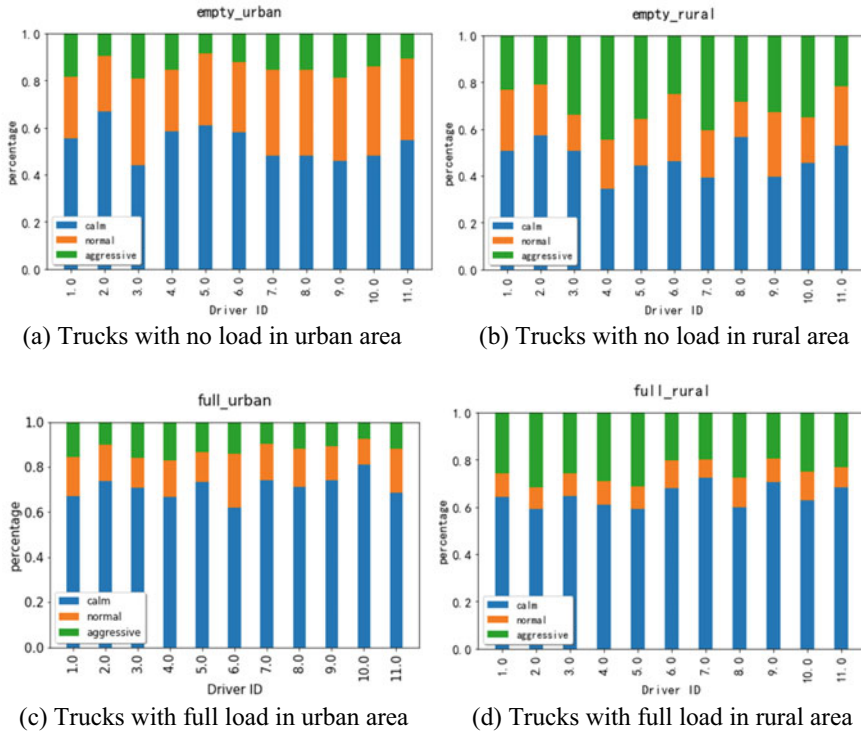 empty_urban
percentage
1.0
0.8
0.6
0.4
0.2
0.0
calm
normal
aggressive
1.0 2.0 3.0 4.0 5.0 6.0 7.0 8.0 9.0 10.0 11.0
Driver ID
(a) Trucks with no load in urban area
empty_rural
percentage
1.0
0.8
0.6
0.4
0.2
0.0
calm
normal
aggressive
1.0 2.0 3.0 4.0 5.0 6.0 7.0 8.0 9.0 10.0 11.0
Driver ID
(b) Trucks with no load in rural area
full_urban
percentage
1.0
0.8
0.6
0.4
0.2
0.0
calm
normal
aggressive
1.0 2.0 3.0 4.0 5.0 6.0 7.0 8.0 9.0 10.0 11.0
Driver ID
(c) Trucks with full load in urban area
full_rural
percentage
1.0
0.8
0.6
0.4
0.2
0.0
calm
normal
aggressive
1.0 2.0 3.0 4.0 5.0 6.0 7.0 8.0 9.0 10.0 11.0
Driver ID
(d) Trucks with full load in rural area